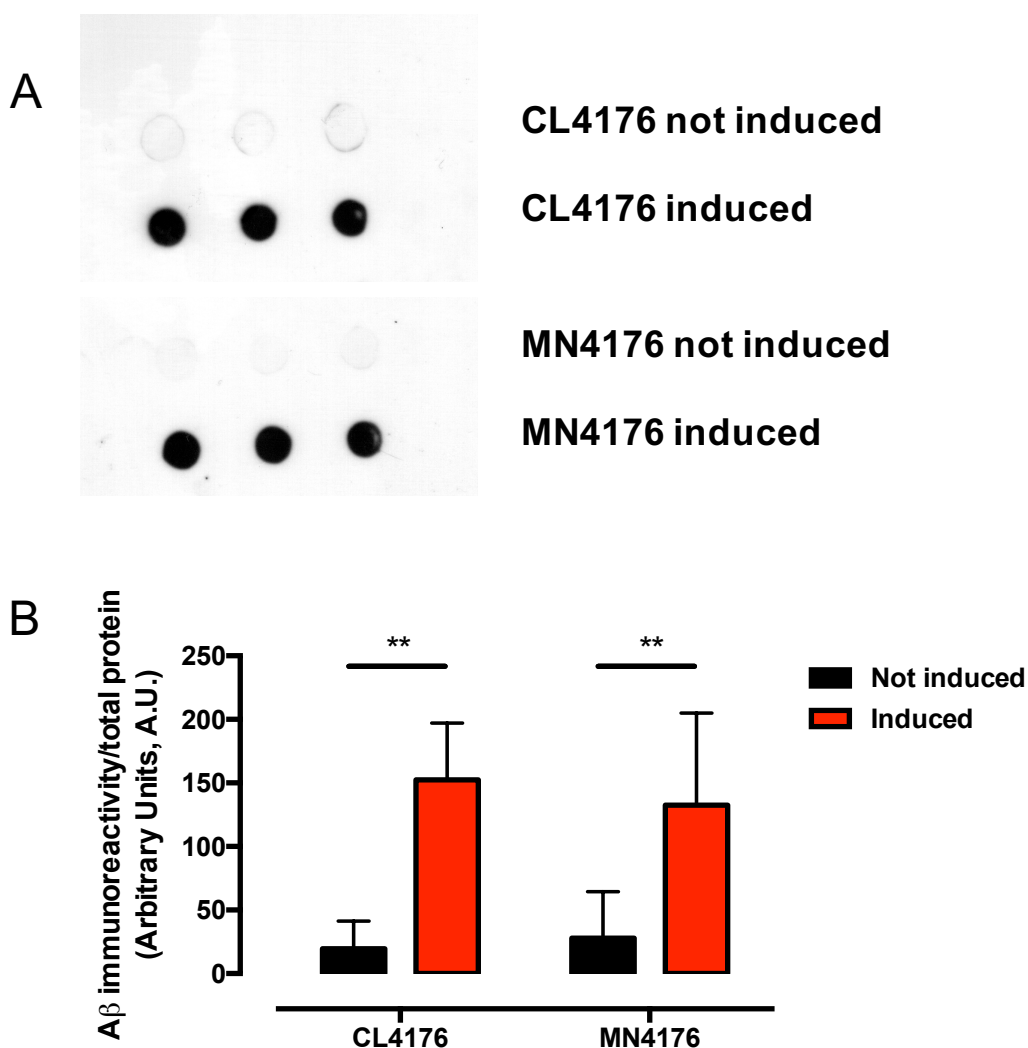 A
CL4176 not induced
CL4176 induced
MN4176 not induced
MN4176 induced
B
Aβ immunoreactivity/total protein
(Arbitrary Units, A.U.)
250
200
150
100
50
0
**
**
CL4176
MN4176
Not induced
Induced